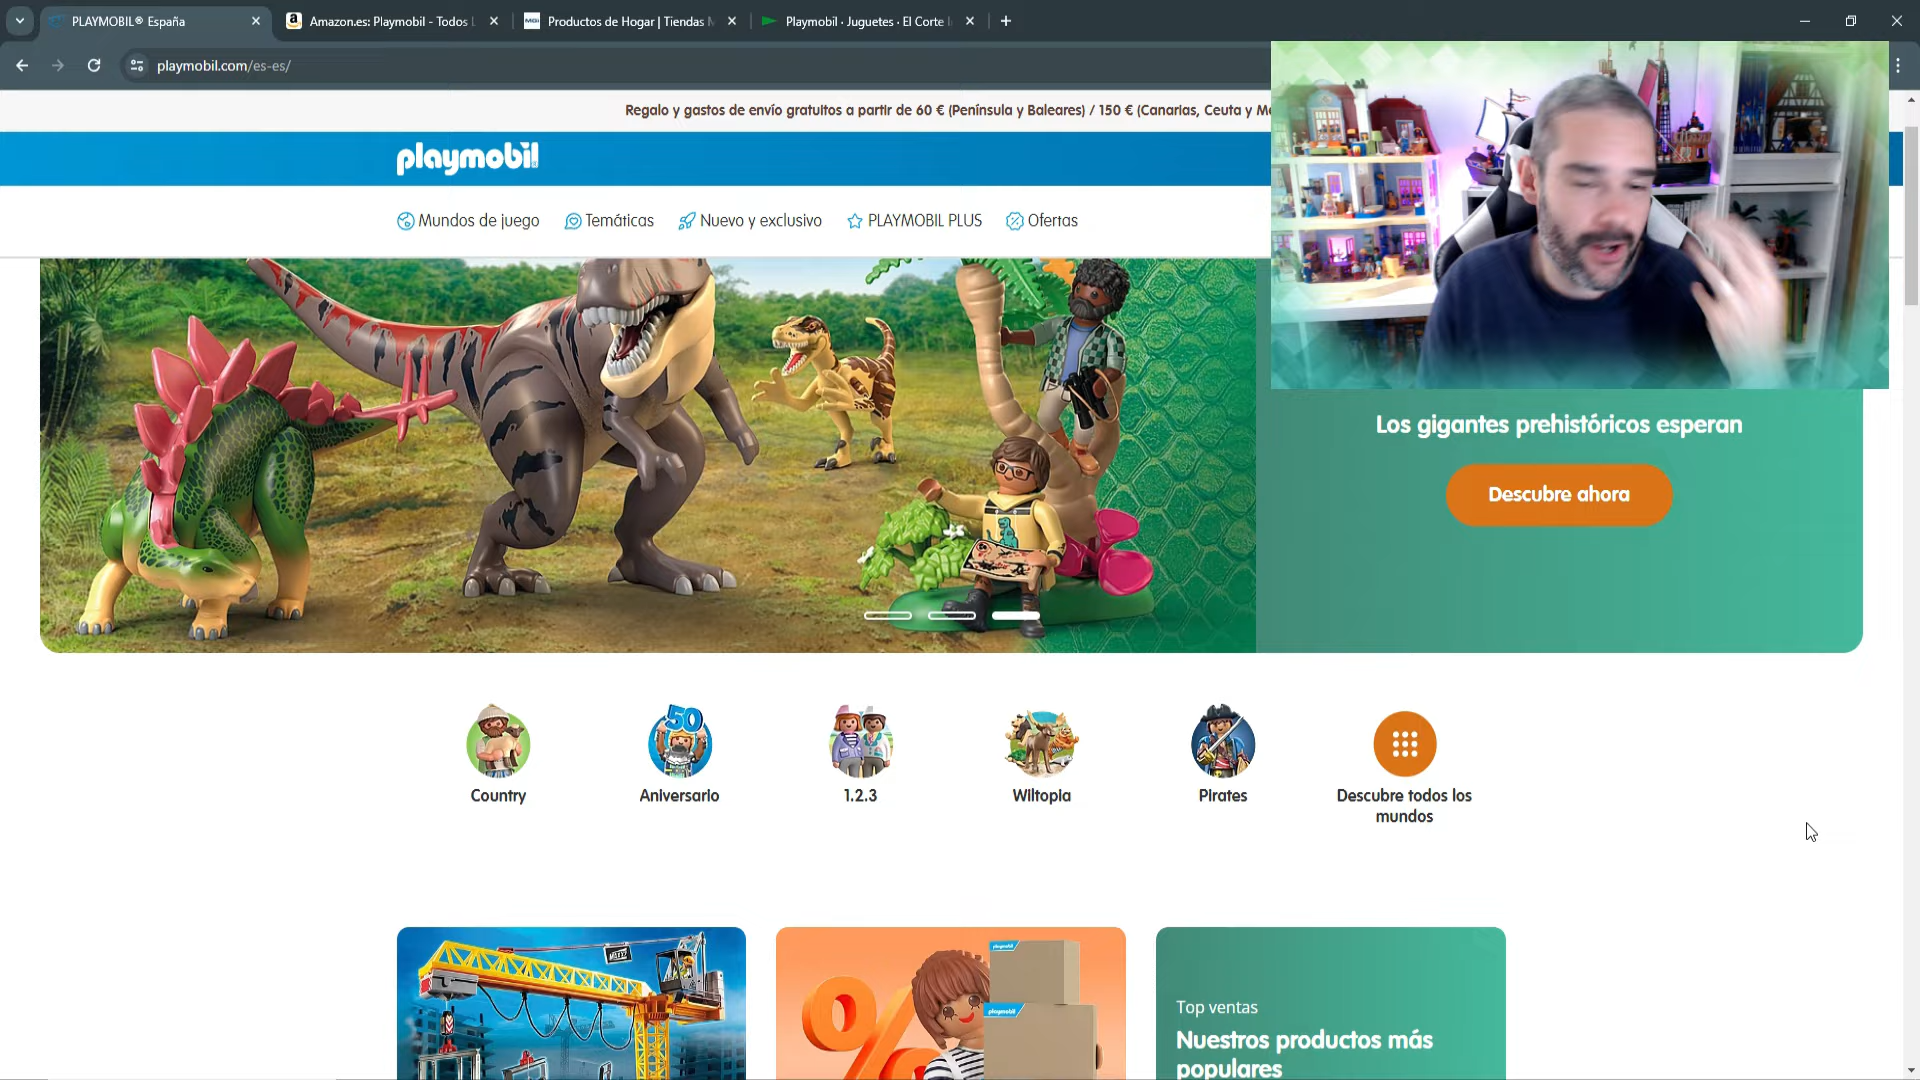 PLAYMOBIL® España
Amazon.es: Playmobil - Todos
Productos de Hogar | Tiendas
Playmobil · Juguetes · El Corte
playmobil.com/es-es/
Regalo y gastos de envío gratuitos a partir de 60 € (Península y Baleares) / 150 € (Canarias, Ceuta y
playmobil
Mundos de juego
Temáticas
Nuevo y exclusivo
PLAYMOBIL PLUS
Ofertas
Los gigantes prehistóricos esperan
Descubre ahora
50
Country
Aniversario
1.2.3
Wiltopia
Pirates
Descubre todos los
mundos
%
playmobil
playmobil
Top ventas
Nuestros productos más
populares